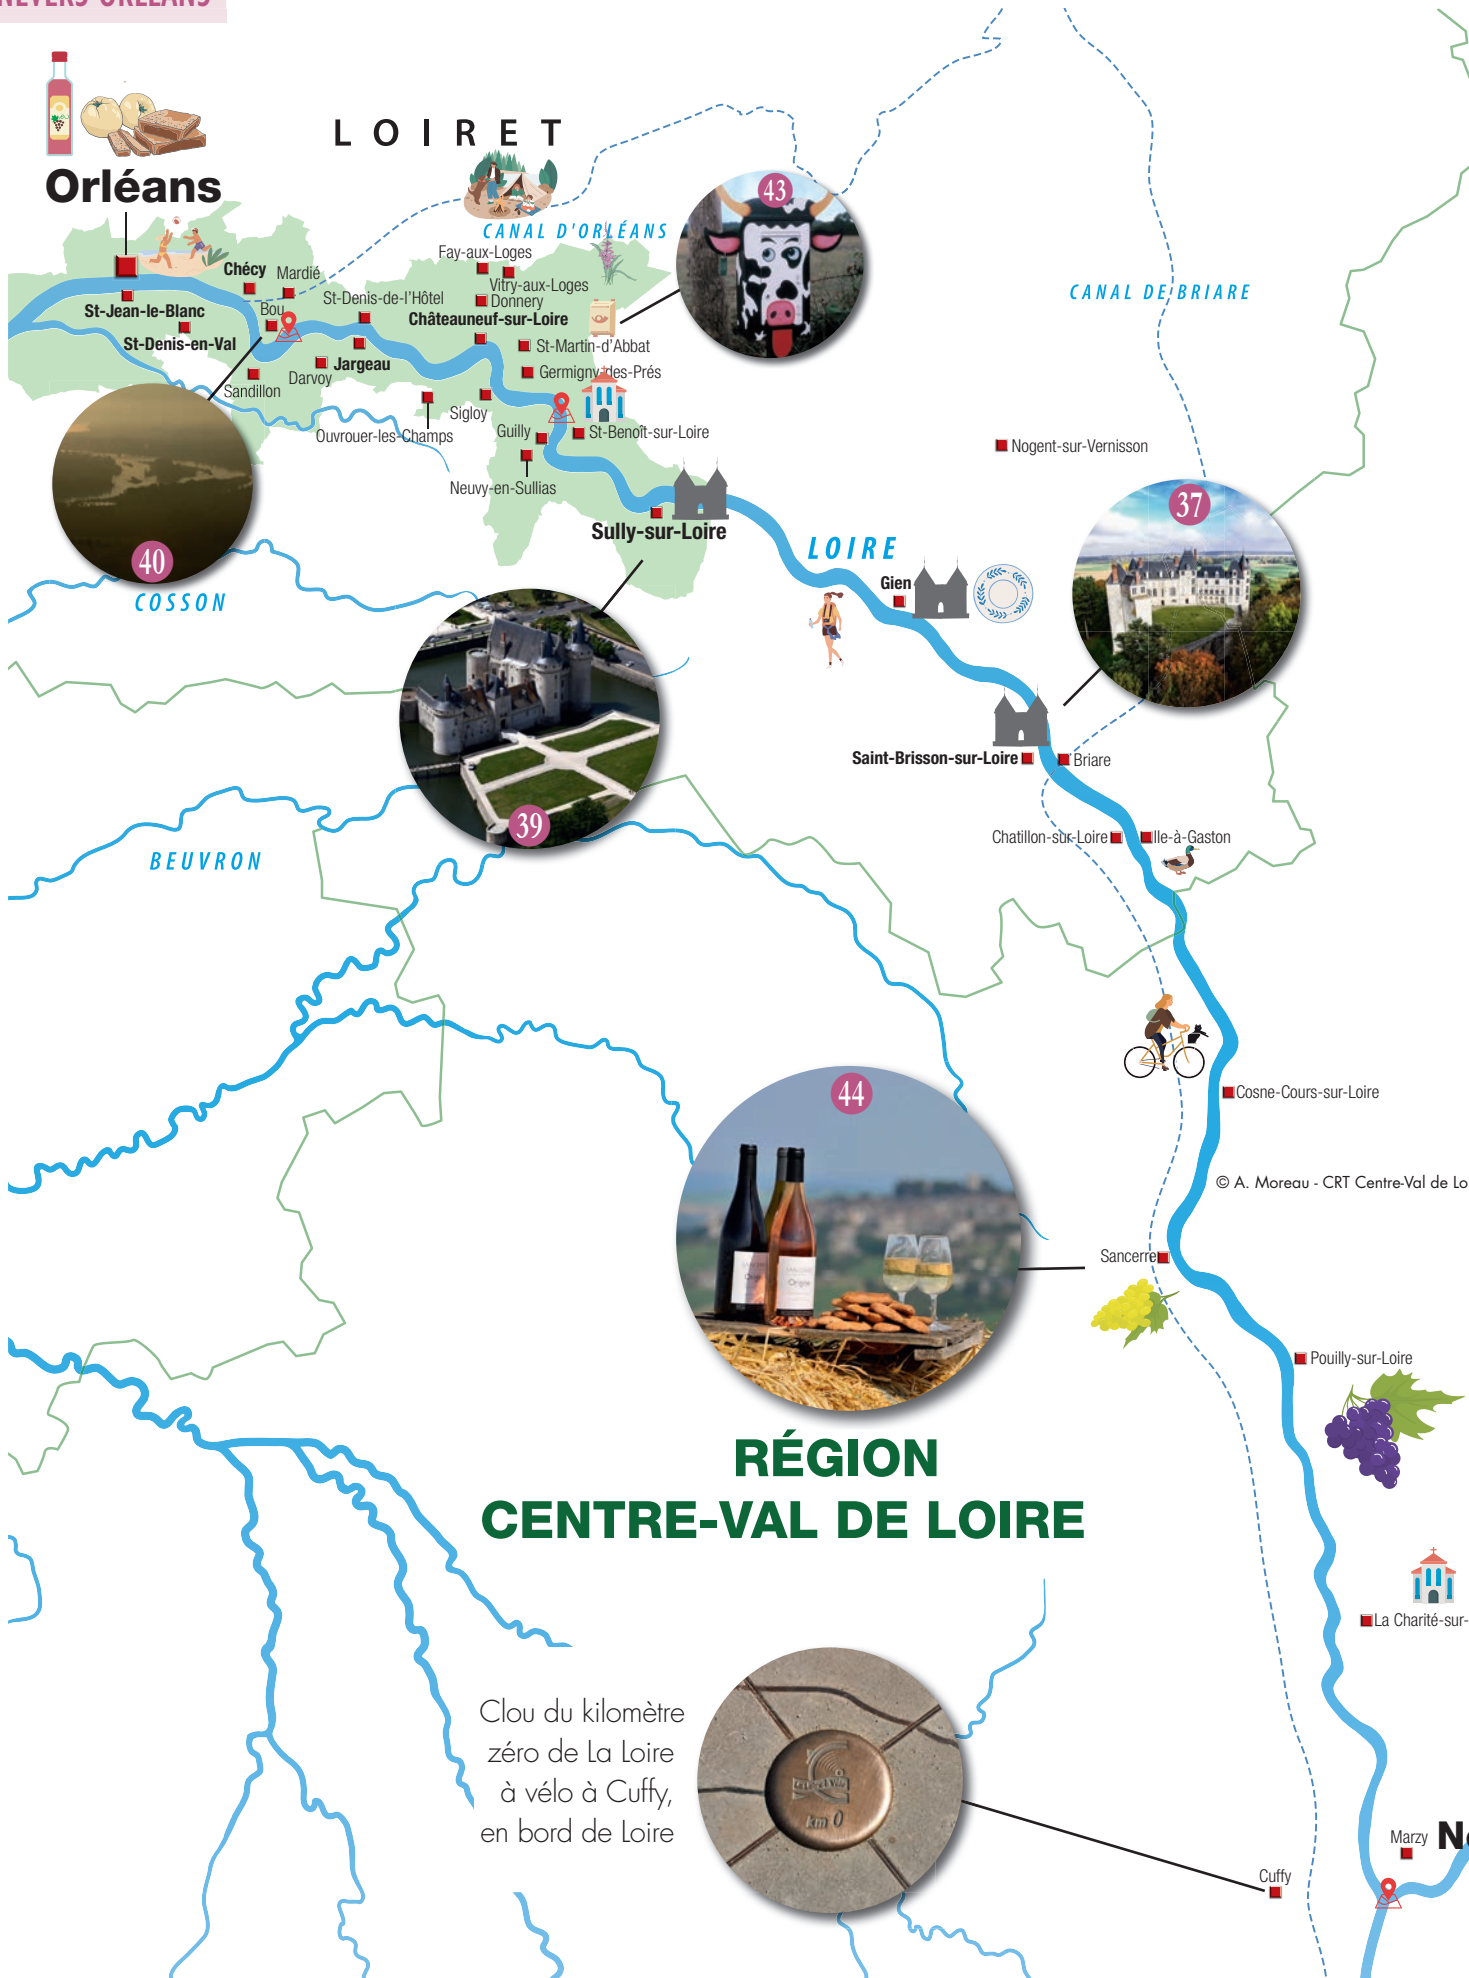 NEVERS-ORLÉANS
LOIRET
Orléans
43
CANAL D'ORLÉANS
Fay-aux-Loges
Chécy
Mardié
Vitry-aux-Loges
CANAL DE BRIARE
St-Denis-de-l'Hôtel
Donnery
St-Jean-le-Blanc
Bou
Châteauneuf-sur-Loire
St-Denis-en-Val
St-Martin-d'Abbat
Jargeau
Germigny-des-Prés
Darvoy
Sandillon
Sigloy
Ouvrouer-les-Champs
Guilly
St-Benoît-sur-Loire
Nogent-sur-Vernisson
Neuvy-en-Sullias
37
Sully-sur-Loire
LOIRE
40
Gien
COSSON
Saint-Brisson-sur-Loire
Briare
39
Chatillon-sur-Loire
Ile-à-Gaston
BEUVRON
44
Cosne-Cours-sur-Loire
© A. Moreau - CRT Centre-Val de Lo
Sancerre
SANCERRE
Origine
Pouilly-sur-Loire
RÉGION
CENTRE-VAL DE LOIRE
La Charité-sur-
Clou du kilomètre
zéro de La Loire
à vélo à Cuffy,
en bord de Loire
La Loire à Vélo
km 0
Marzy
Ne
Cuffy